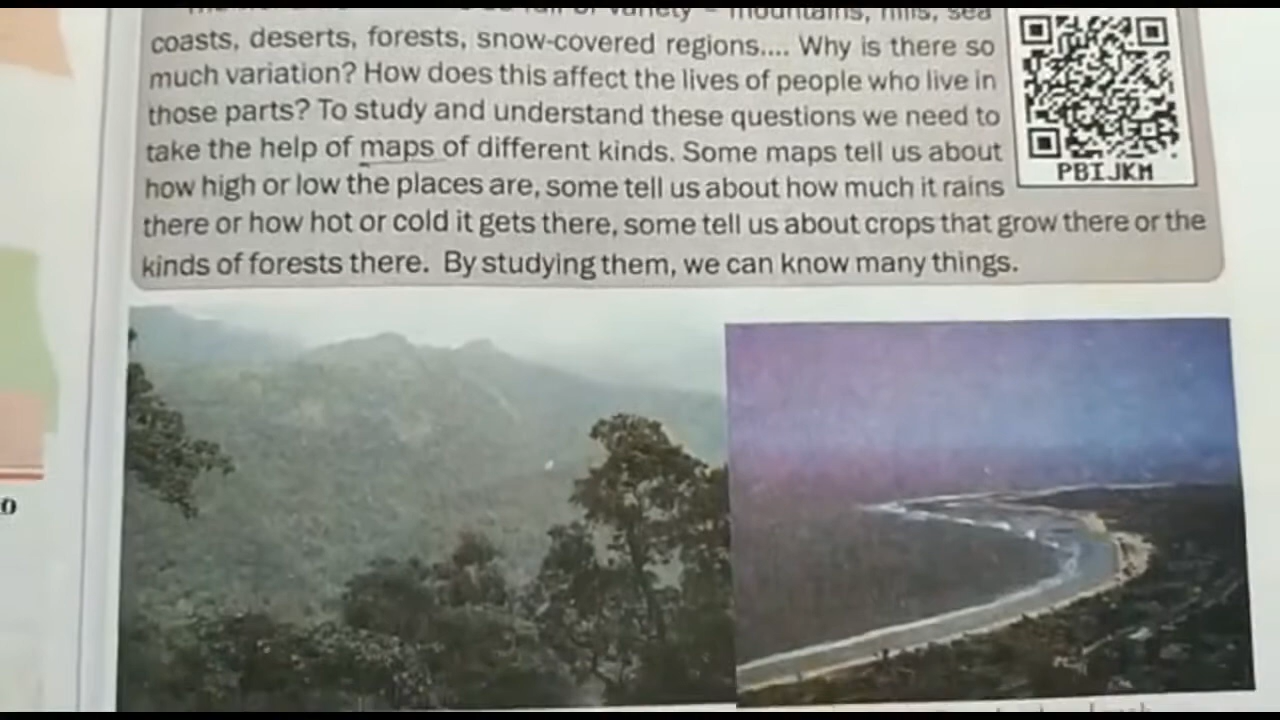 variety – mountains, hills, sea
coasts, deserts, forests, snow-covered regions.... Why is there so
much variation? How does this affect the lives of people who live in
those parts? To study and understand these questions we need to
take the help of maps of different kinds. Some maps tell us about
how high or low the places are, some tell us about how much it rains
there or how hot or cold it gets there, some tell us about crops that grow there or the
kinds of forests there. By studying them, we can know many things.
PBIJKM